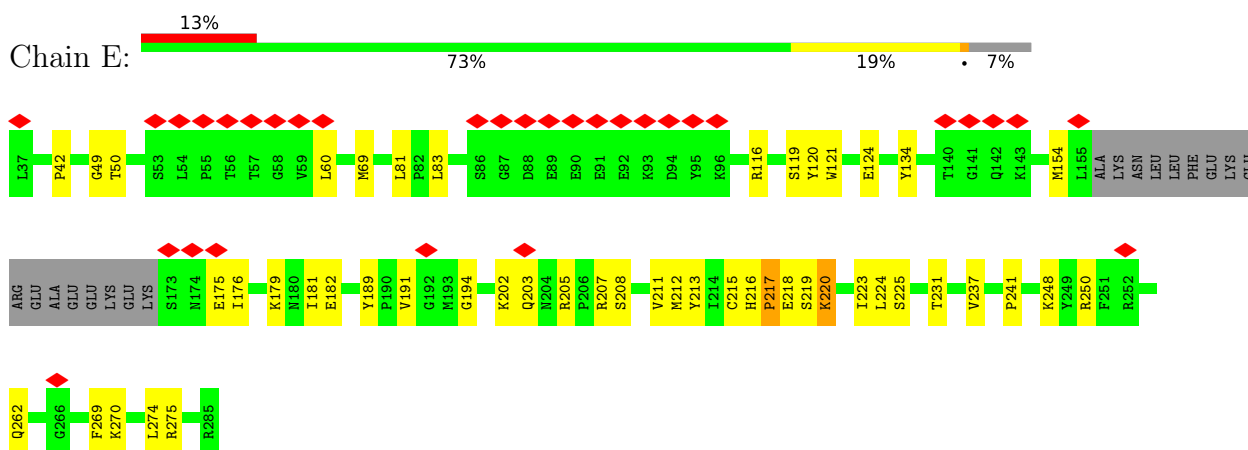 13%
Chain E:
73% 19% • 7%
L37 P42 G49 T50 S53 L54 P55 T56 T57 G58 V59 L60 M69 L81 P82 L83 S86 G87 D88 E89 E90 E91 E92 K93 D94 Y95 K96 R116 S119 Y120 W121 E124 Y134 T140 G141 Q142 K143 M154 L155 ALA LYS ASN LEU LEU PHE GLU LYS GLU
ARG GLU ALA GLU GLU LYS GLU LYS S173 N174 E175 I176 K179 N180 I181 E182 Y189 P190 V191 G192 M193 G194 K202 Q203 N204 R205 P206 R207 S208 V211 M212 Y213 I214 C215 H216 P217 E218 S219 K220 I223 L224 S225 T231 V237 P241 K248 Y249 R250 F251 R252
Q262 G266 F269 K270 L274 R275 R285